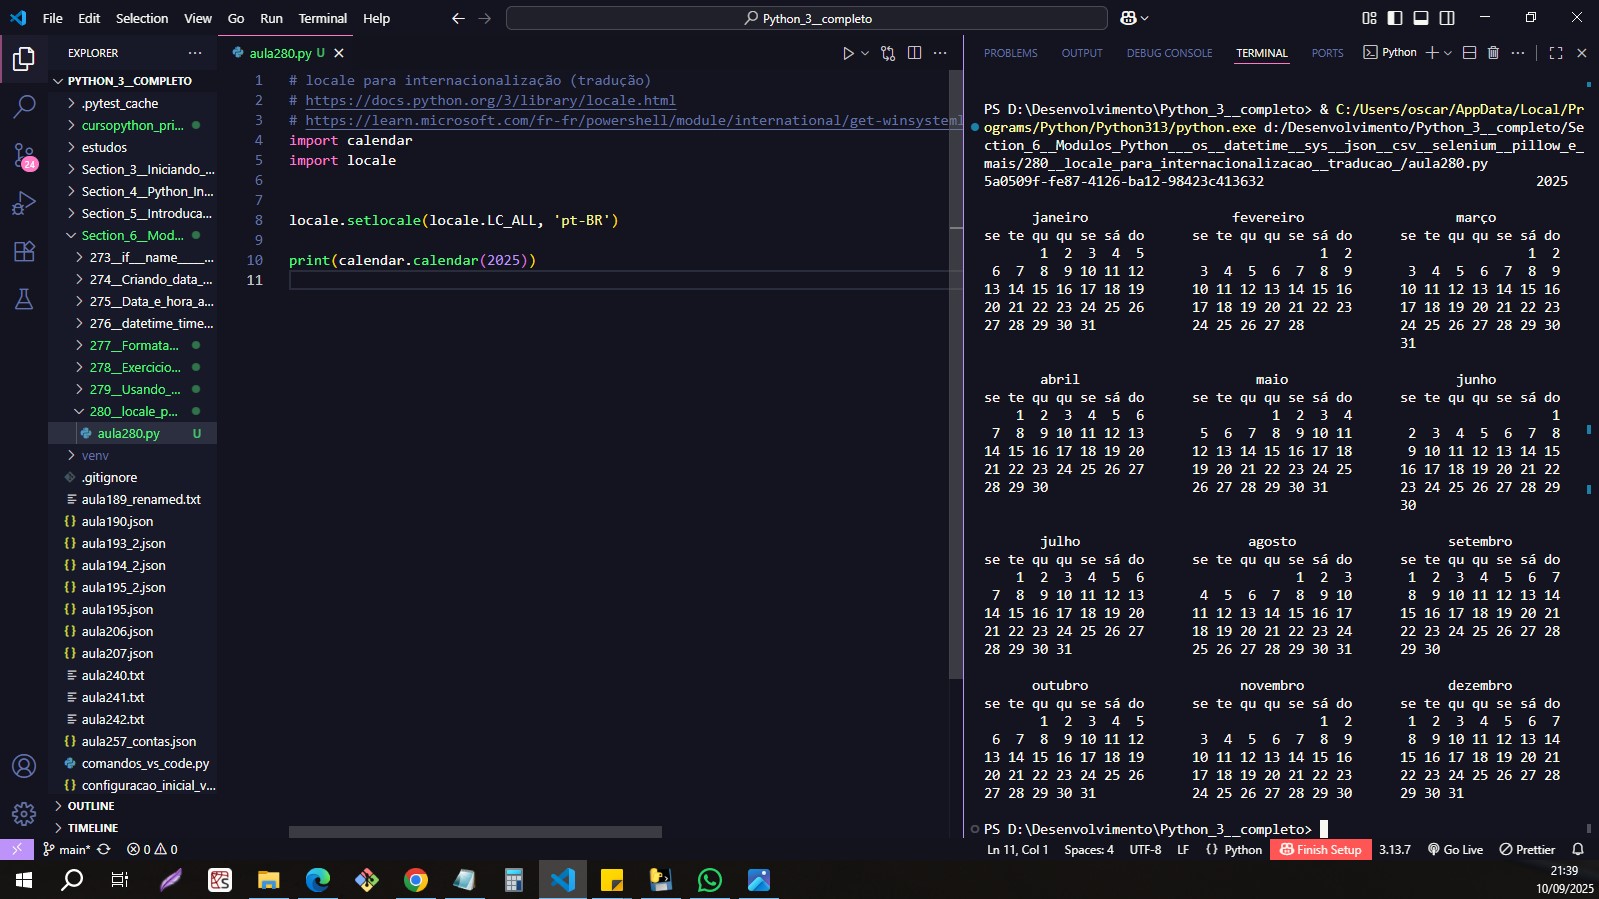 File Edit Selection View Go Run Terminal Help
Python_3__completo
EXPLORER
PYTHON_3__COMPLETO
.pytest_cache
cursopython_pri...
estudos
Section_3__Iniciando_...
Section_4__Python_In...
Section_5__Introduca...
Section_6__Mod...
273__if__name____...
274__Criando_data_...
275__Data_e_hora_a...
276__datetime_time...
277__Formata...
278__Exercicio...
279__Usando_...
280__locale_p...
aula280.py U
venv
.gitignore
aula189_renamed.txt
aula190.json
aula193_2.json
aula194_2.json
aula195_2.json
aula195.json
aula206.json
aula207.json
aula240.txt
aula241.txt
aula242.txt
aula257_contas.json
comandos_vs_code.py
configuracao_inicial_v...
OUTLINE
TIMELINE
24
aula280.py U
1 # locale para internacionalização (tradução)
2 # https://docs.python.org/3/library/locale.html
3 # https://learn.microsoft.com/fr-fr/powershell/module/international/get-winsysteml
4 import calendar
5 import locale
6
7
8 locale.setlocale(locale.LC_ALL, 'pt-BR')
9
10 print(calendar.calendar(2025))
11
PROBLEMS OUTPUT DEBUG CONSOLE TERMINAL PORTS Python
PS D:\Desenvolvimento\Python_3__completo> & C:/Users/oscar/AppData/Local/Pr
ograms/Python/Python313/python.exe d:/Desenvolvimento/Python_3__completo/Se
ction_6__Modulos_Python___os__datetime__sys__json__csv__selenium__pillow_e_
mais/280__locale_para_internacionalizacao__traducao_/aula280.py
5a0509f-fe87-4126-ba12-98423c413632 2025
janeiro fevereiro março
se te qu qu se sá do se te qu qu se sá do se te qu qu se sá do
1 2 3 4 5 1 2 1 2
6 7 8 9 10 11 12 3 4 5 6 7 8 9 3 4 5 6 7 8 9
13 14 15 16 17 18 19 10 11 12 13 14 15 16 10 11 12 13 14 15 16
20 21 22 23 24 25 26 17 18 19 20 21 22 23 17 18 19 20 21 22 23
27 28 29 30 31 24 25 26 27 28 24 25 26 27 28 29 30
31
abril maio junho
se te qu qu se sá do se te qu qu se sá do se te qu qu se sá do
1 2 3 4 5 6 1 2 3 4 1
7 8 9 10 11 12 13 5 6 7 8 9 10 11 2 3 4 5 6 7 8
14 15 16 17 18 19 20 12 13 14 15 16 17 18 9 10 11 12 13 14 15
21 22 23 24 25 26 27 19 20 21 22 23 24 25 16 17 18 19 20 21 22
28 29 30 26 27 28 29 30 31 23 24 25 26 27 28 29
30
julho agosto setembro
se te qu qu se sá do se te qu qu se sá do se te qu qu se sá do
1 2 3 4 5 6 1 2 3 1 2 3 4 5 6 7
7 8 9 10 11 12 13 4 5 6 7 8 9 10 8 9 10 11 12 13 14
14 15 16 17 18 19 20 11 12 13 14 15 16 17 15 16 17 18 19 20 21
21 22 23 24 25 26 27 18 19 20 21 22 23 24 22 23 24 25 26 27 28
28 29 30 31 25 26 27 28 29 30 31 29 30
outubro novembro dezembro
se te qu qu se sá do se te qu qu se sá do se te qu qu se sá do
1 2 3 4 5 1 2 1 2 3 4 5 6 7
6 7 8 9 10 11 12 3 4 5 6 7 8 9 8 9 10 11 12 13 14
13 14 15 16 17 18 19 10 11 12 13 14 15 16 15 16 17 18 19 20 21
20 21 22 23 24 25 26 17 18 19 20 21 22 23 22 23 24 25 26 27 28
27 28 29 30 31 24 25 26 27 28 29 30 29 30 31
PS D:\Desenvolvimento\Python_3__completo>
main* 0 0 Ln 11, Col 1 Spaces: 4 UTF-8 LF {} Python Finish Setup 3.13.7 Go Live Prettier
21:39
10/09/2025